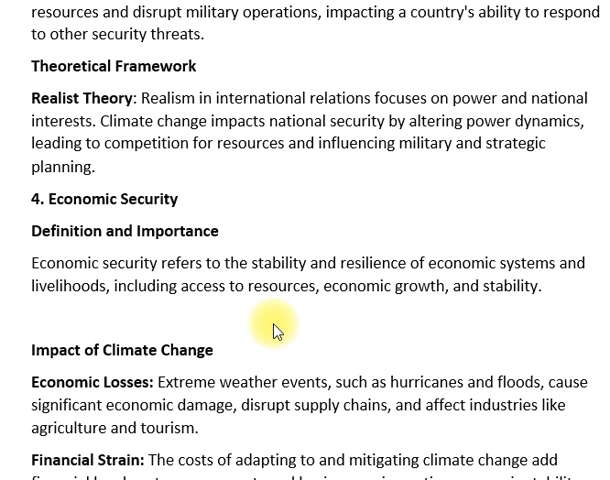 resources and disrupt military operations, impacting a country's ability to respond
to other security threats.
Theoretical Framework
Realist Theory: Realism in international relations focuses on power and national
interests. Climate change impacts national security by altering power dynamics,
leading to competition for resources and influencing military and strategic
planning.
4. Economic Security
Definition and Importance
Economic security refers to the stability and resilience of economic systems and
livelihoods, including access to resources, economic growth, and stability.
Impact of Climate Change
Economic Losses: Extreme weather events, such as hurricanes and floods, cause
significant economic damage, disrupt supply chains, and affect industries like
agriculture and tourism.
Financial Strain: The costs of adapting to and mitigating climate change add